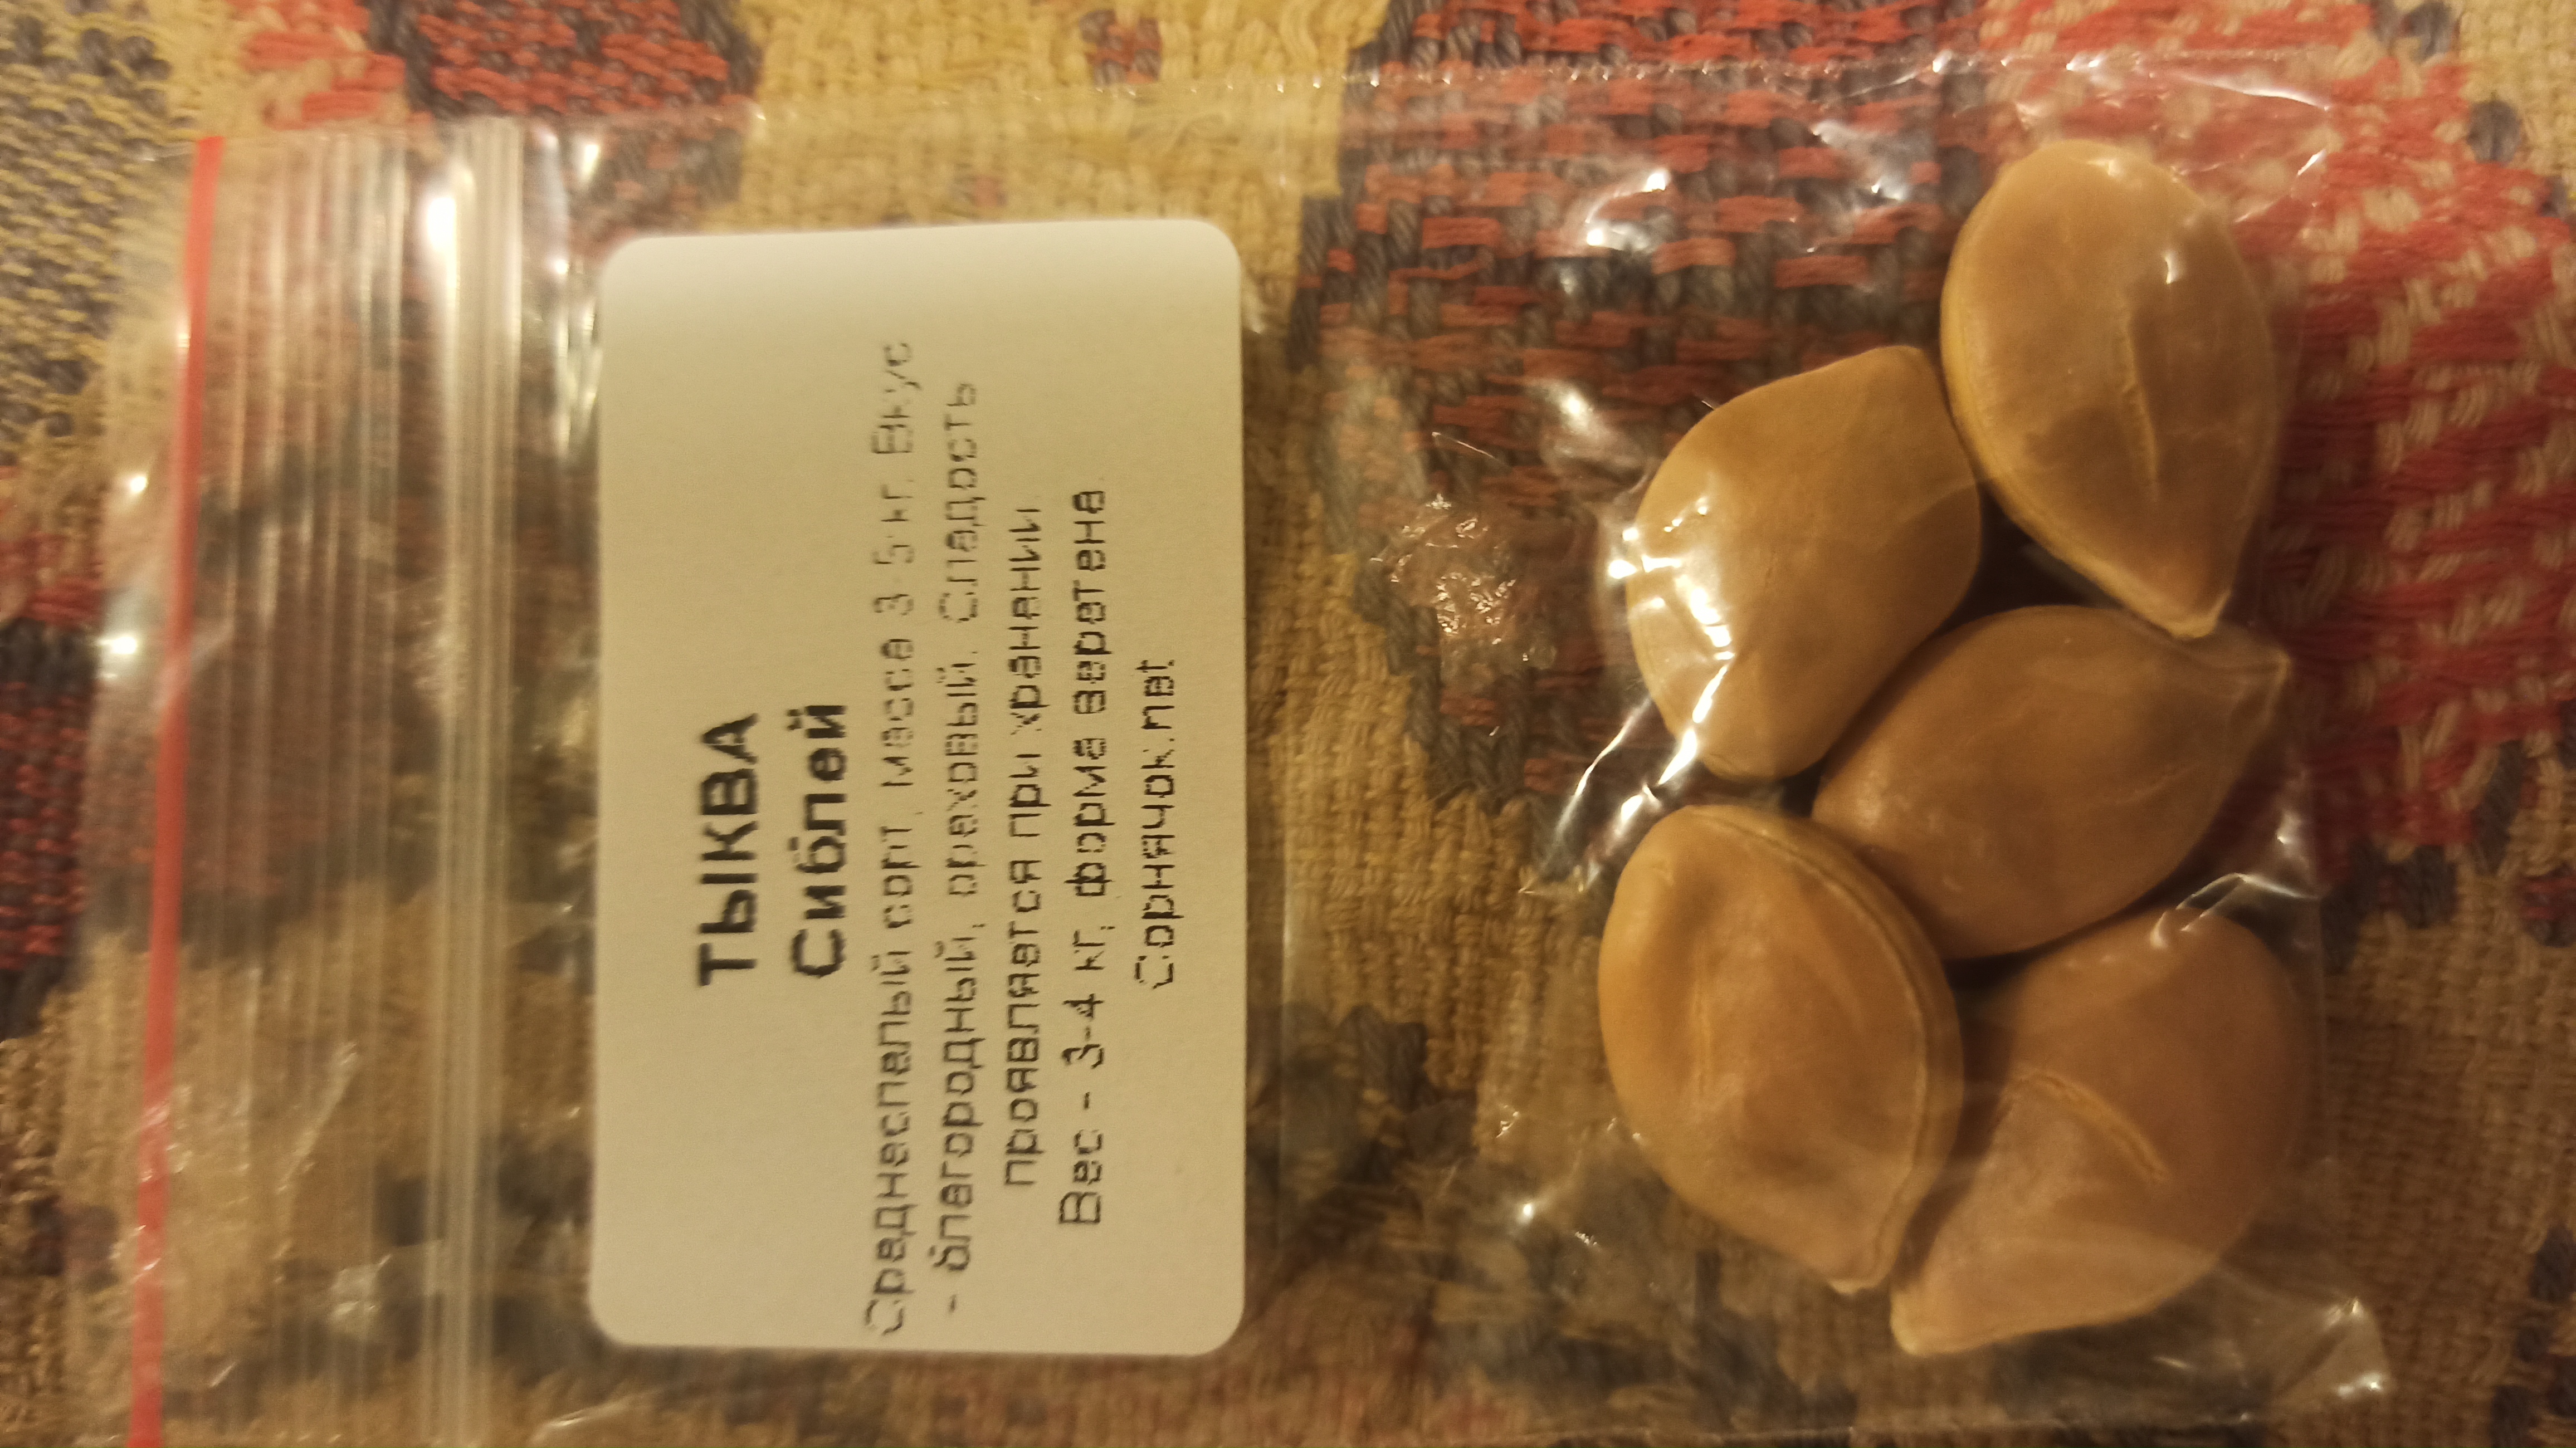 ТЫКВА
Сиблей
Среднеспелый сорт, масса 3-5 кг. Вкус
- благородный, ореховый. Сладость
проявляется при хранении.
Вес - 3-4 кг, форма веретена
Сорнячок.нет